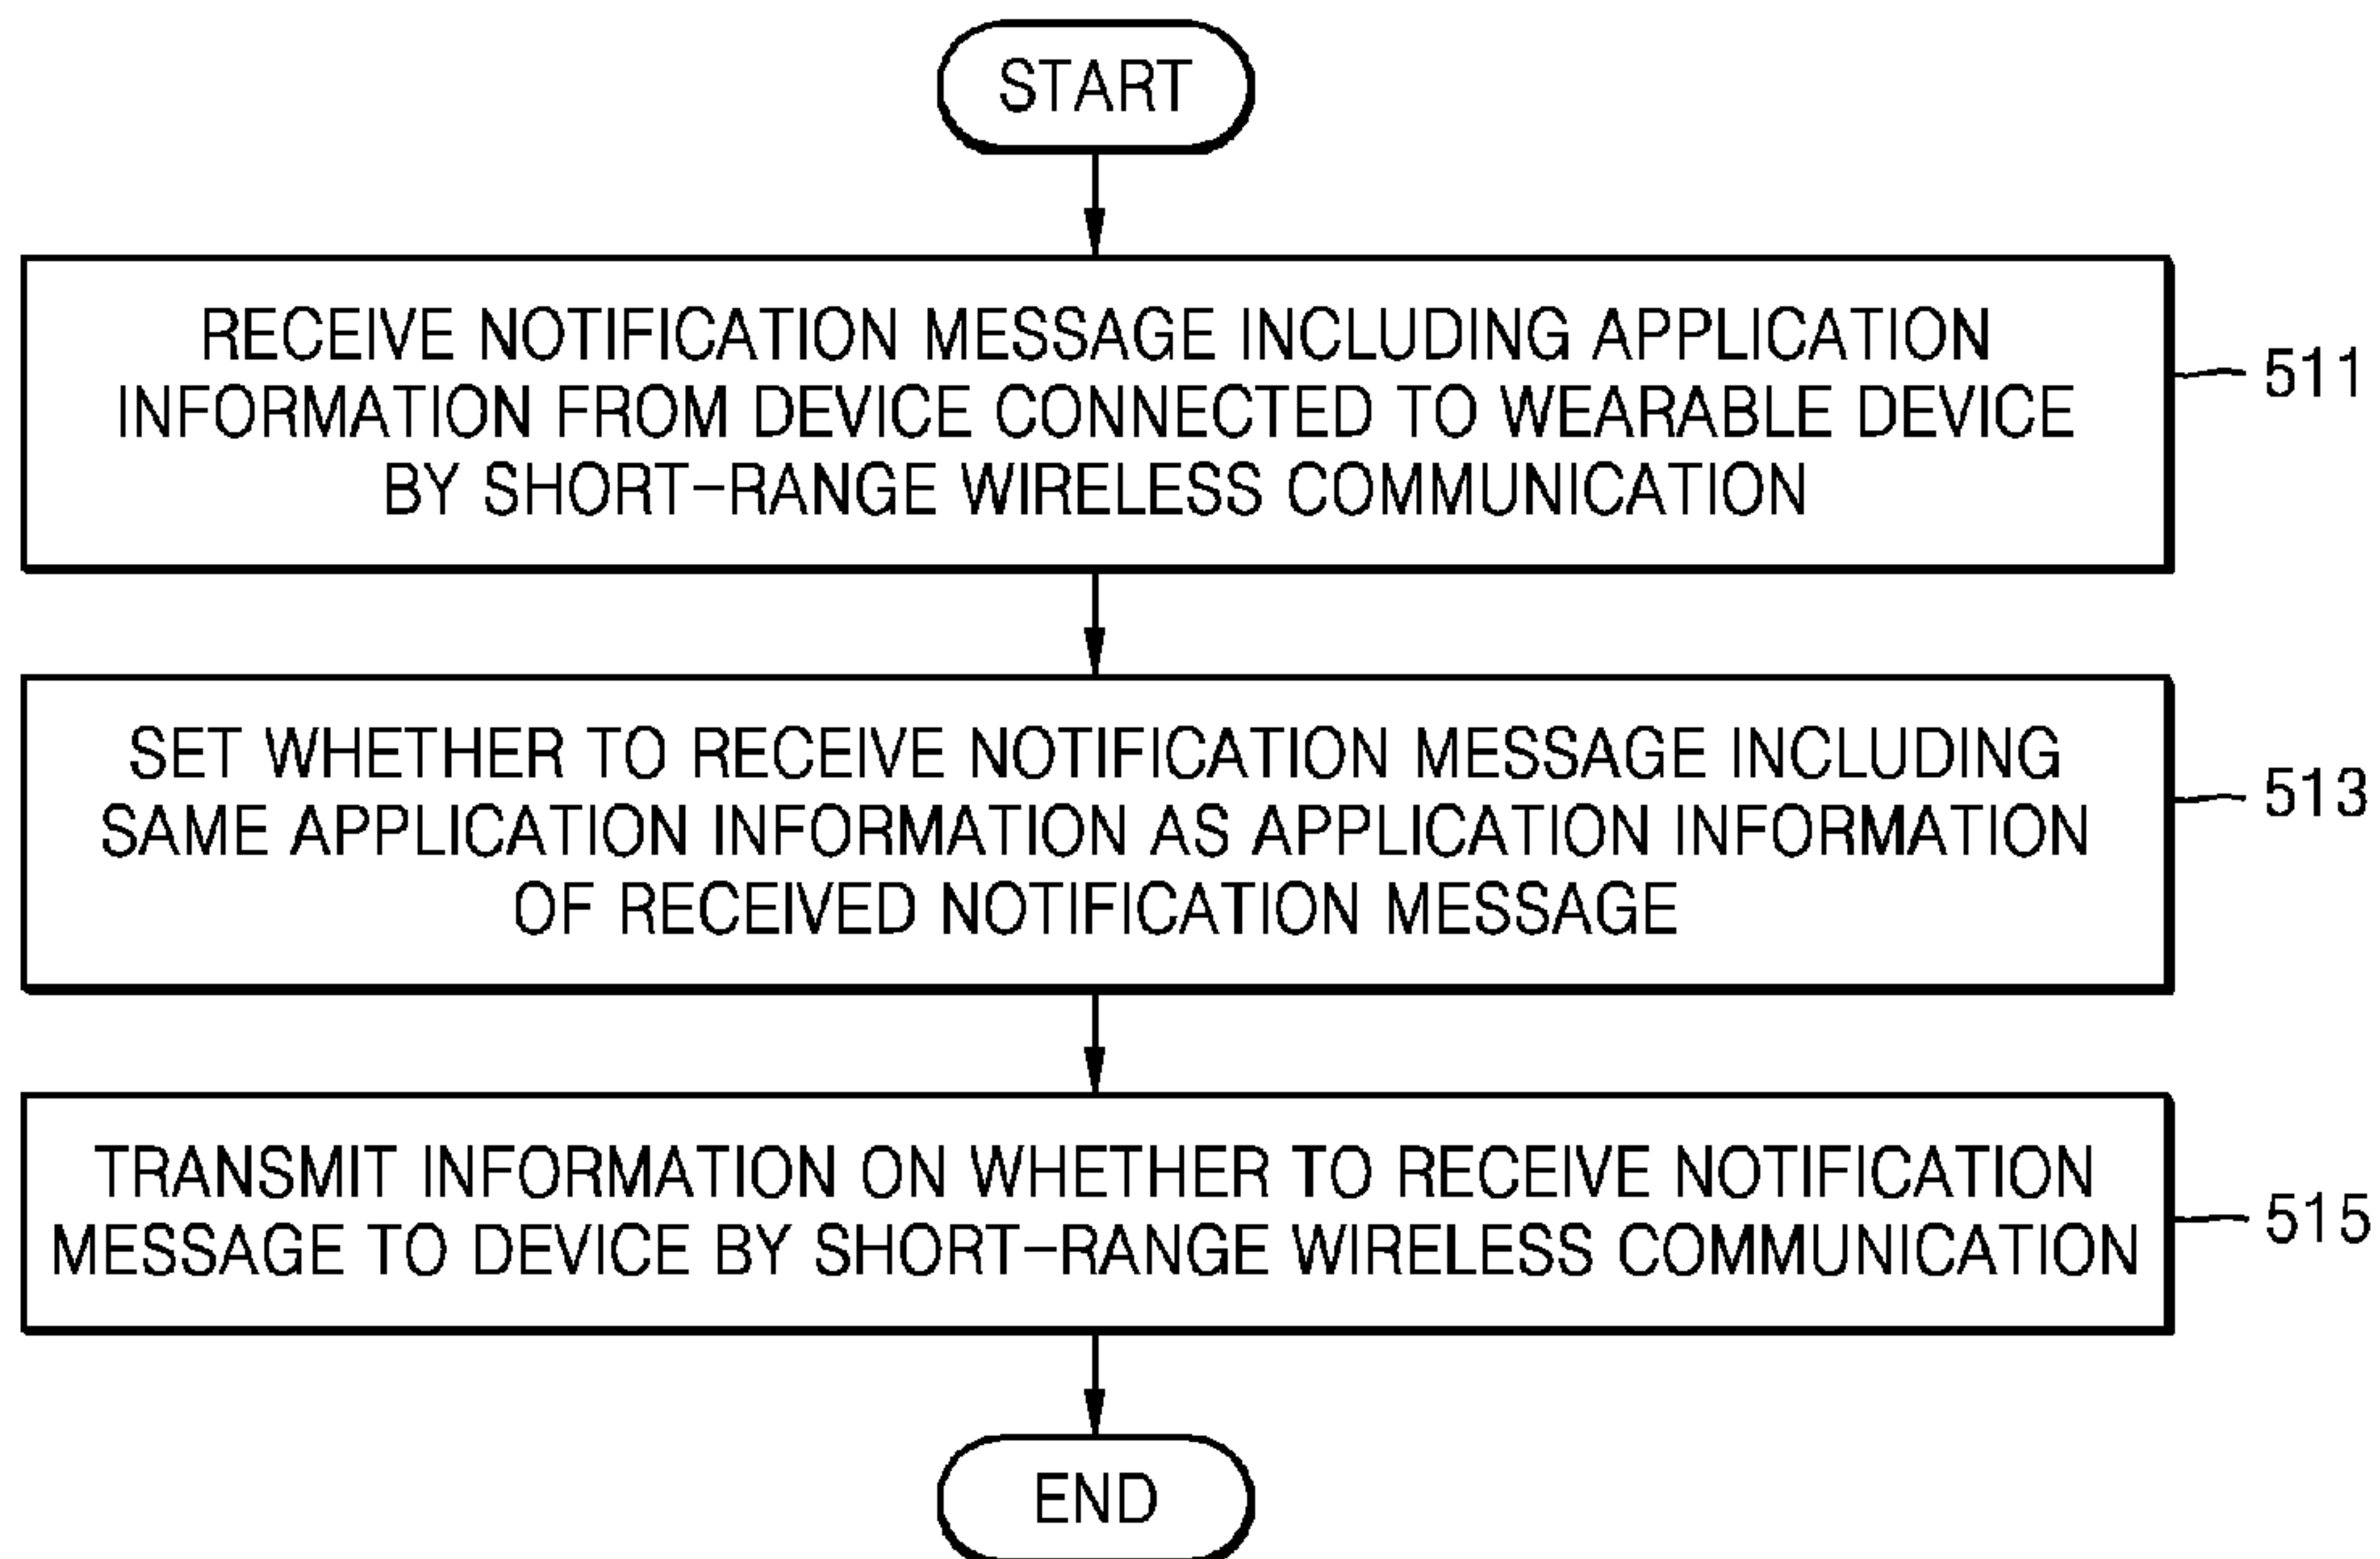 START
RECEIVE NOTIFICATION MESSAGE INCLUDING APPLICATION
INFORMATION FROM DEVICE CONNECTED TO WEARABLE DEVICE
BY SHORT-RANGE WIRELESS COMMUNICATION
511
SET WHETHER TO RECEIVE NOTIFICATION MESSAGE INCLUDING
SAME APPLICATION INFORMATION AS APPLICATION INFORMATION
OF RECEIVED NOTIFICATION MESSAGE
513
TRANSMIT INFORMATION ON WHETHER TO RECEIVE NOTIFICATION
MESSAGE TO DEVICE BY SHORT-RANGE WIRELESS COMMUNICATION
515
END